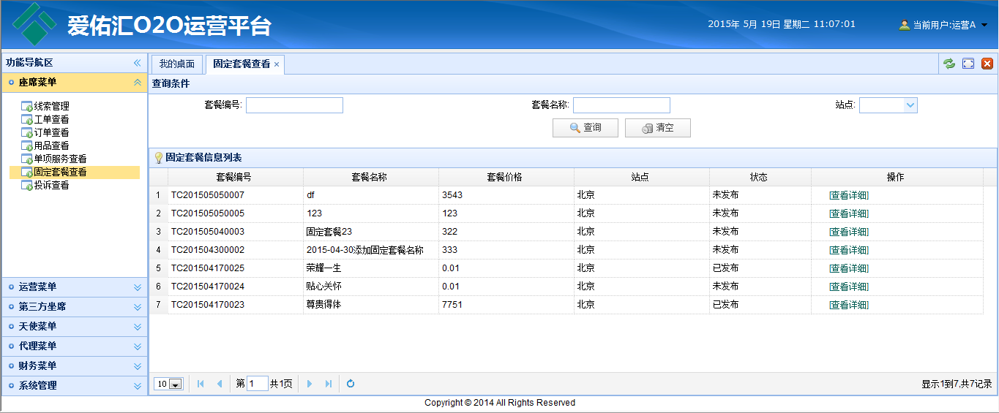 爱佑汇O2O运营平台
2015年 5月 19日 星期二 11:07:01
当前用户:运营A
功能导航区
座席菜单
线索管理
工单查看
订单查看
用品查看
单项服务查看
固定套餐查看
投诉查看
运营菜单
第三方坐席
天使菜单
代理菜单
财务菜单
系统管理
我的桌面 固定套餐查看
查询条件
套餐编号: 套餐名称: 站点:
查询 清空
固定套餐信息列表
套餐编号 套餐名称 套餐价格 站点 状态 操作
1 TC201505050007 df 3543 北京 未发布 [查看详细]
2 TC201505050005 123 123 北京 未发布 [查看详细]
3 TC201505040003 固定套餐23 322 北京 未发布 [查看详细]
4 TC201504300002 2015-04-30添加固定套餐名称 333 北京 未发布 [查看详细]
5 TC201504170025 荣耀一生 0.01 北京 已发布 [查看详细]
6 TC201504170024 贴心关怀 0.01 北京 未发布 [查看详细]
7 TC201504170023 尊贵得体 7751 北京 已发布 [查看详细]
10 第 1 共1页 显示1到7,共7记录
Copyright © 2014 All Rights Reserved